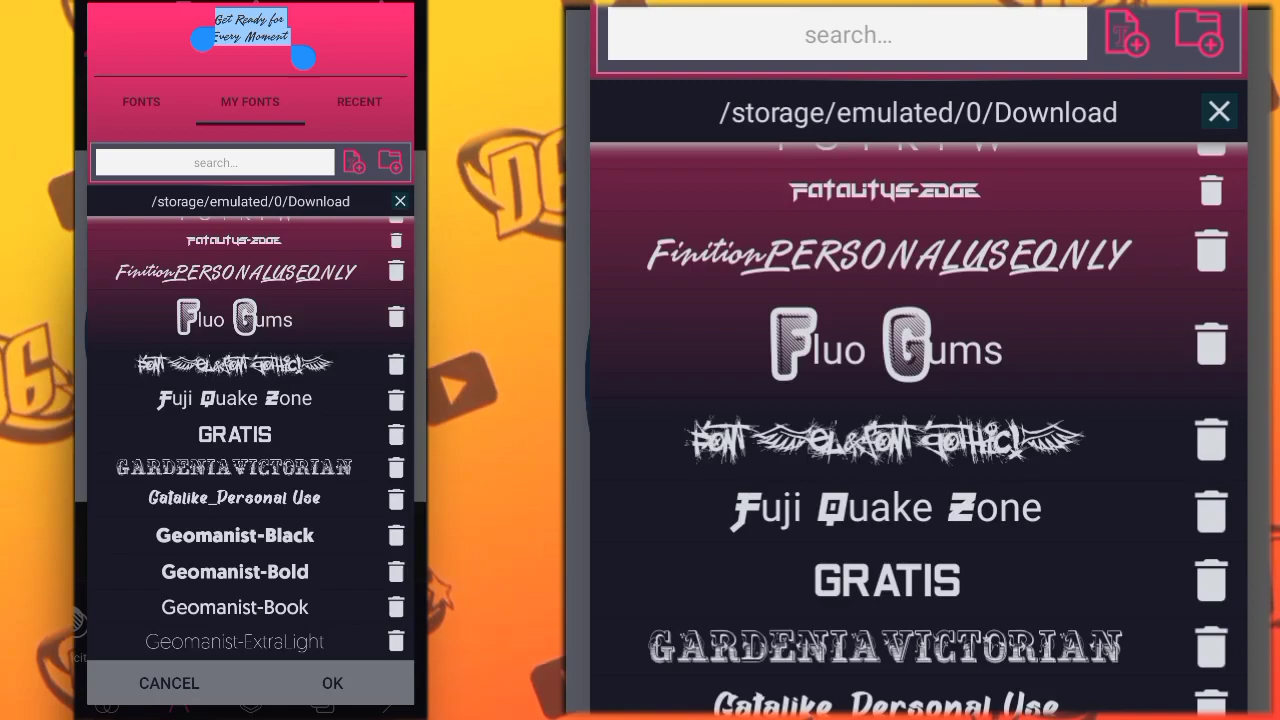 Get Ready for
Every Moment
FONTS MY FONTS RECENT
search...
/storage/emulated/0/Download
FATALITYS-EDGE
FinitionPERSONALUSEONLY
Fluo Gums
Fuji Quake Zone
GRATIS
GARDENIAVICTORIAN
Gatalike_Personal Use
Geomanist-Black
Geomanist-Bold
Geomanist-Book
Geomanist-ExtraLight
CANCEL OK
search...
/storage/emulated/0/Download
FATALITYS-EDGE
FinitionPERSONALUSEONLY
Fluo Gums
Fuji Quake Zone
GRATIS
GARDENIAVICTORIAN
Gatalike_Personal Use